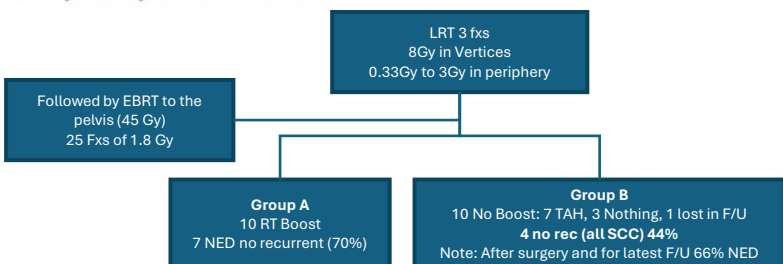 LRT 3 fxs
8Gy in Vertices
0.33Gy to 3Gy in periphery
Followed by EBRT to the
pelvis (45 Gy)
25 Fxs of 1.8 Gy
Group A
10 RT Boost
7 NED no recurrent (70%)
Group B
10 No Boost: 7 TAH, 3 Nothing, 1 lost in F/U
4 no rec (all SCC) 44%
Note: After surgery and for latest F/U 66% NED